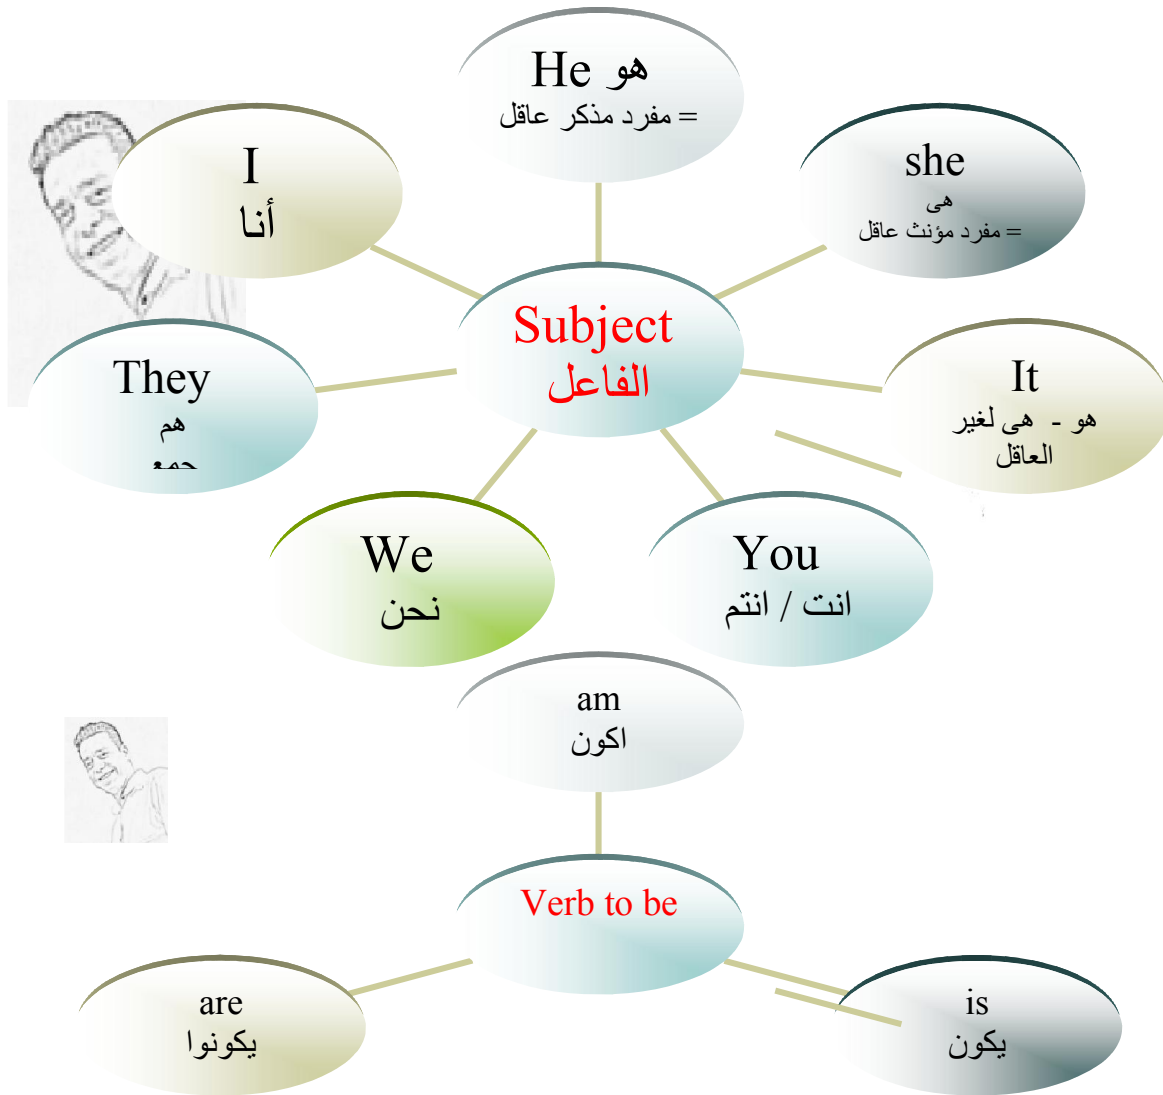 He هو
= مفرد مذكر عاقل
I
أنا
she
هى
= مفرد مؤنث عاقل
Subject
الفاعل
They
هم
It
هو - هى لغير
العاقل
We
نحن
You
انت / انتم
am
اكون
Verb to be
are
يكونوا
is
يكون